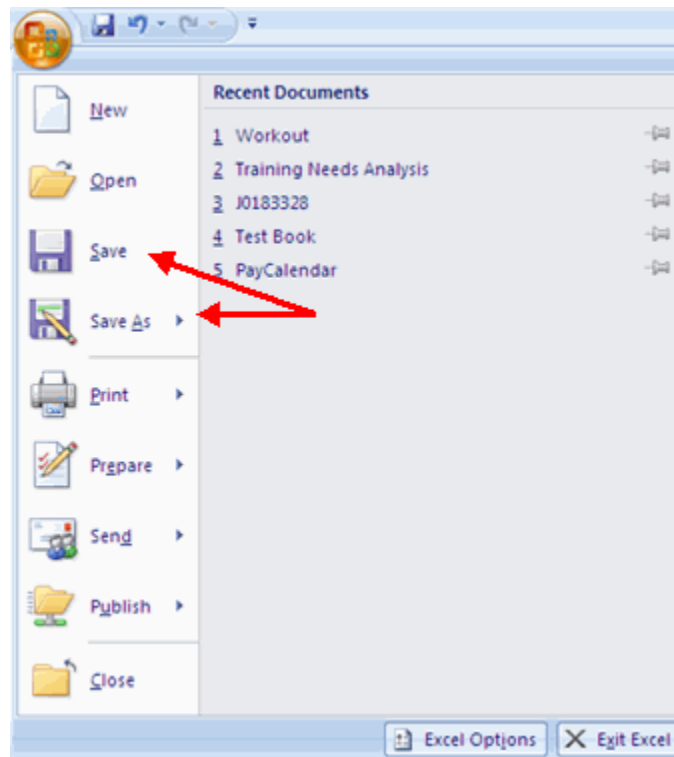 New
Open
Save
Save As
Print
Prepare
Send
Publish
Close
Recent Documents
1 Workout
2 Training Needs Analysis
3 J0183328
4 Test Book
5 PayCalendar
Excel Options
Exit Excel